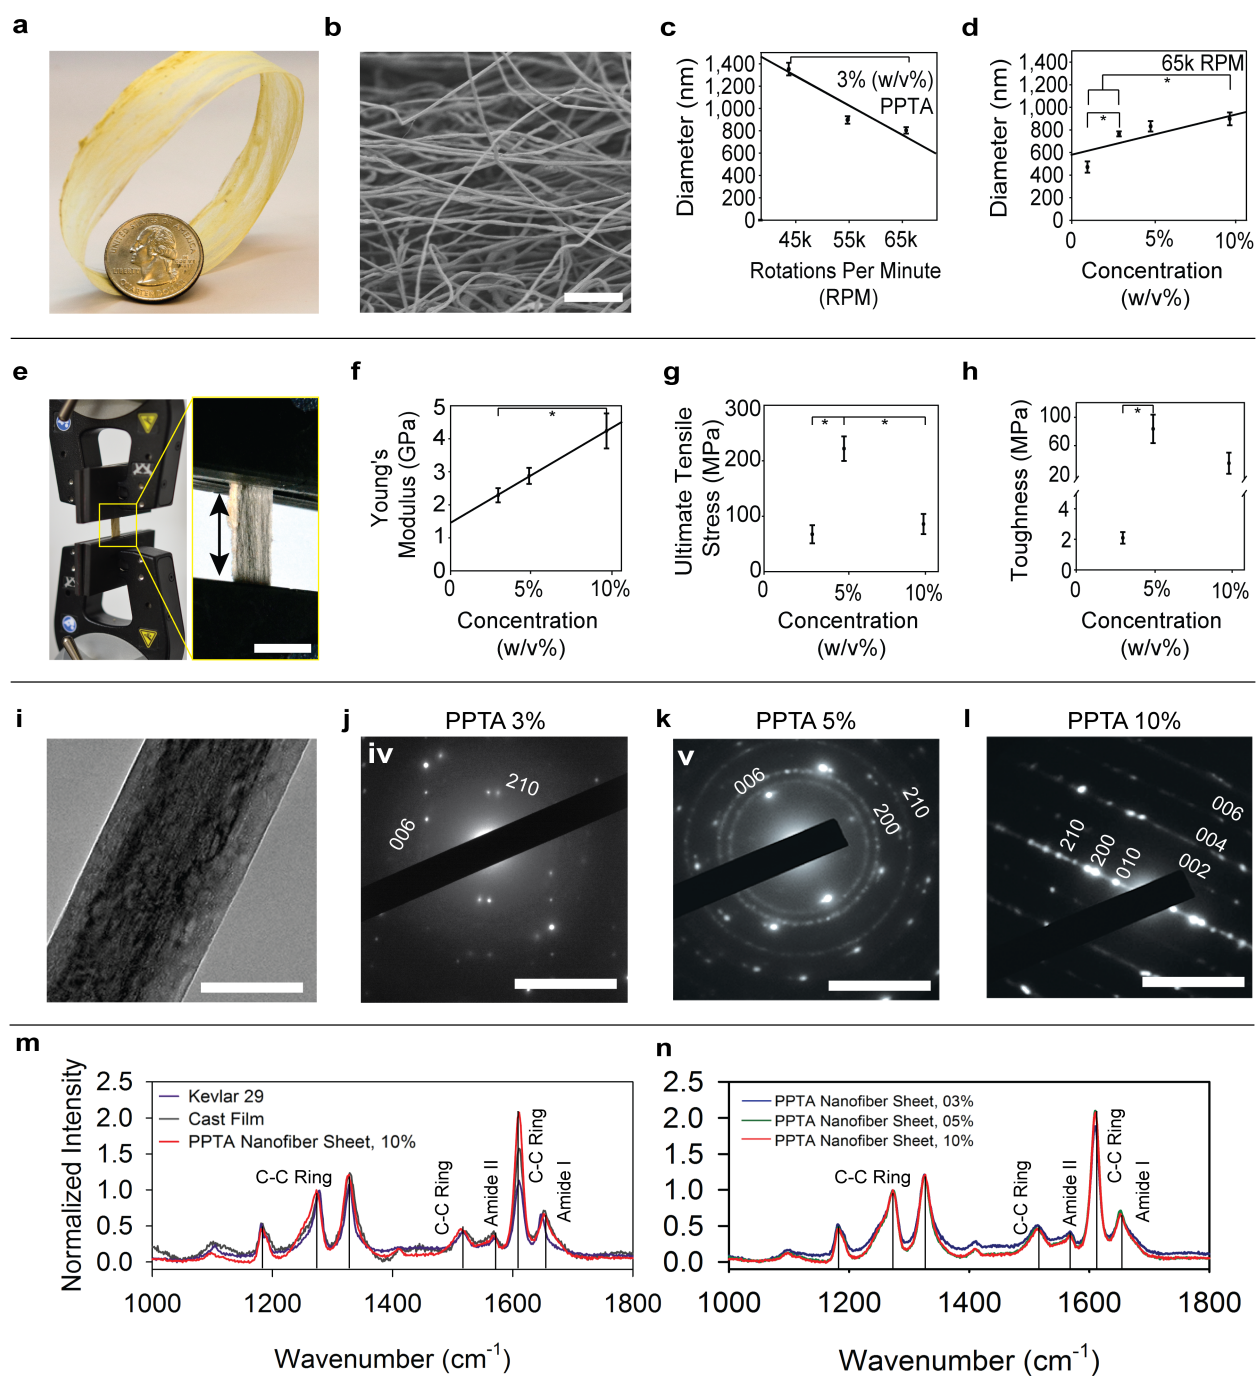 a
b
c
d
1,400
1,200
1,000
800
600
400
200
0
Diameter (nm)
3% (w/v%)
PPTA
45k 55k 65k
Rotations Per Minute
(RPM)
1,400
1,200
1,000
800
600
400
200
0
Diameter (nm)
65k RPM
*
*
0 5% 10%
Concentration
(w/v%)
e
f
g
h
5
4
3
2
1
0
Young's
Modulus (GPa)
*
0 5% 10%
Concentration
(w/v%)
300
200
100
0
Ultimate Tensile
Stress (MPa)
* *
0 5% 10%
Concentration
(w/v%)
100
60
20
4
2
0
Toughness (MPa)
*
0 5% 10%
Concentration
(w/v%)
i
j PPTA 3%
k PPTA 5%
l PPTA 10%
iv
210
006
v
006
200
210
006
004
002
210
200
010
m
n
Normalized Intensity
2.5
2.0
1.5
1.0
0.5
0.0
Kevlar 29
Cast Film
PPTA Nanofiber Sheet, 10%
C-C Ring
C-C Ring
Amide II
C-C Ring
Amide I
1000 1200 1400 1600 1800
Wavenumber (cm-1)
2.5
2.0
1.5
1.0
0.5
0.0
PPTA Nanofiber Sheet, 03%
PPTA Nanofiber Sheet, 05%
PPTA Nanofiber Sheet, 10%
C-C Ring
C-C Ring
Amide II
C-C Ring
Amide I
1000 1200 1400 1600 1800
Wavenumber (cm-1)